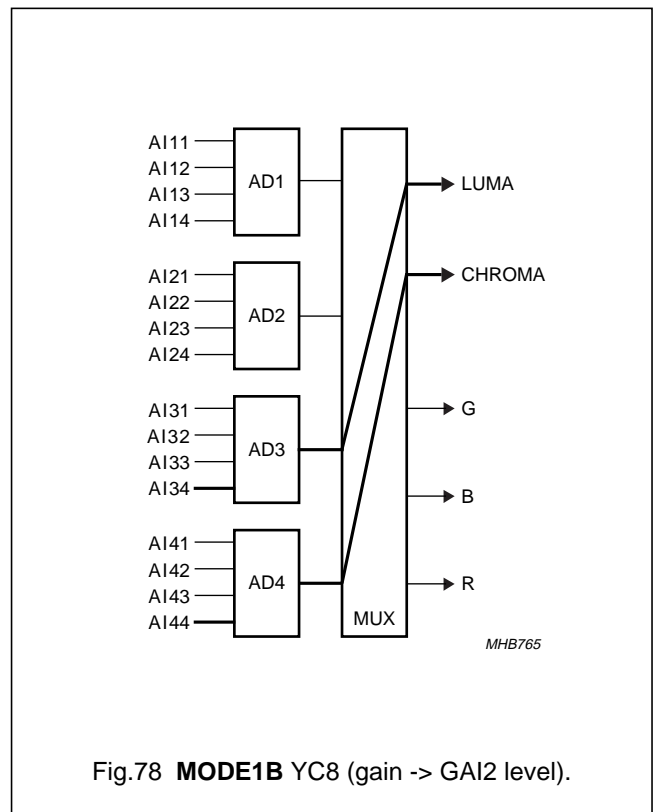 AI11
AI12
AI13
AI14
AD1
AI21
AI22
AI23
AI24
AD2
AI31
AI32
AI33
AI34
AD3
AI41
AI42
AI43
AI44
AD4
MUX
LUMA
CHROMA
G
B
R
MHB765
Fig.78 MODE1B YC8 (gain -> GAI2 level).